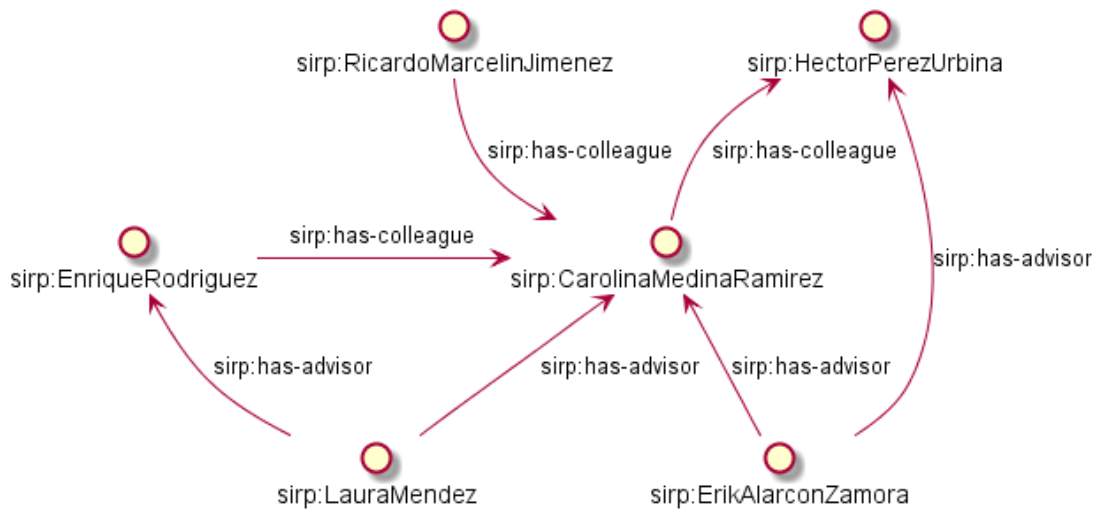 sirp:RicardoMarcelinJimenez
sirp:HectorPerezUrbina
sirp:has-colleague
sirp:has-colleague
sirp:has-colleague
sirp:has-advisor
sirp:EnriqueRodriguez
sirp:CarolinaMedinaRamirez
sirp:has-advisor
sirp:has-advisor
sirp:has-advisor
sirp:LauraMendez
sirp:ErikAlarconZamora